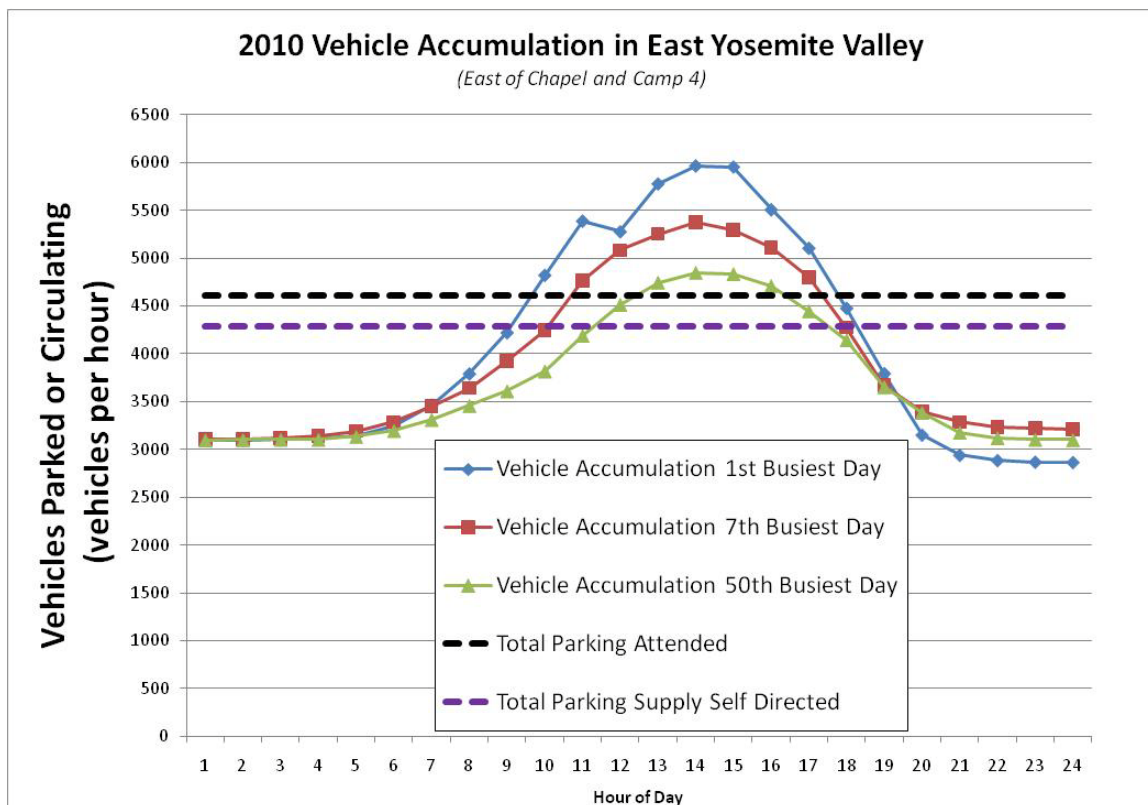 2010 Vehicle Accumulation in East Yosemite Valley
(East of Chapel and Camp 4)
Vehicles Parked or Circulating
(vehicles per hour)
6500
6000
5500
5000
4500
4000
3500
3000
2500
2000
1500
1000
500
0
Vehicle Accumulation 1st Busiest Day
Vehicle Accumulation 7th Busiest Day
Vehicle Accumulation 50th Busiest Day
Total Parking Attended
Total Parking Supply Self Directed
1 2 3 4 5 6 7 8 9 10 11 12 13 14 15 16 17 18 19 20 21 22 23 24
Hour of Day